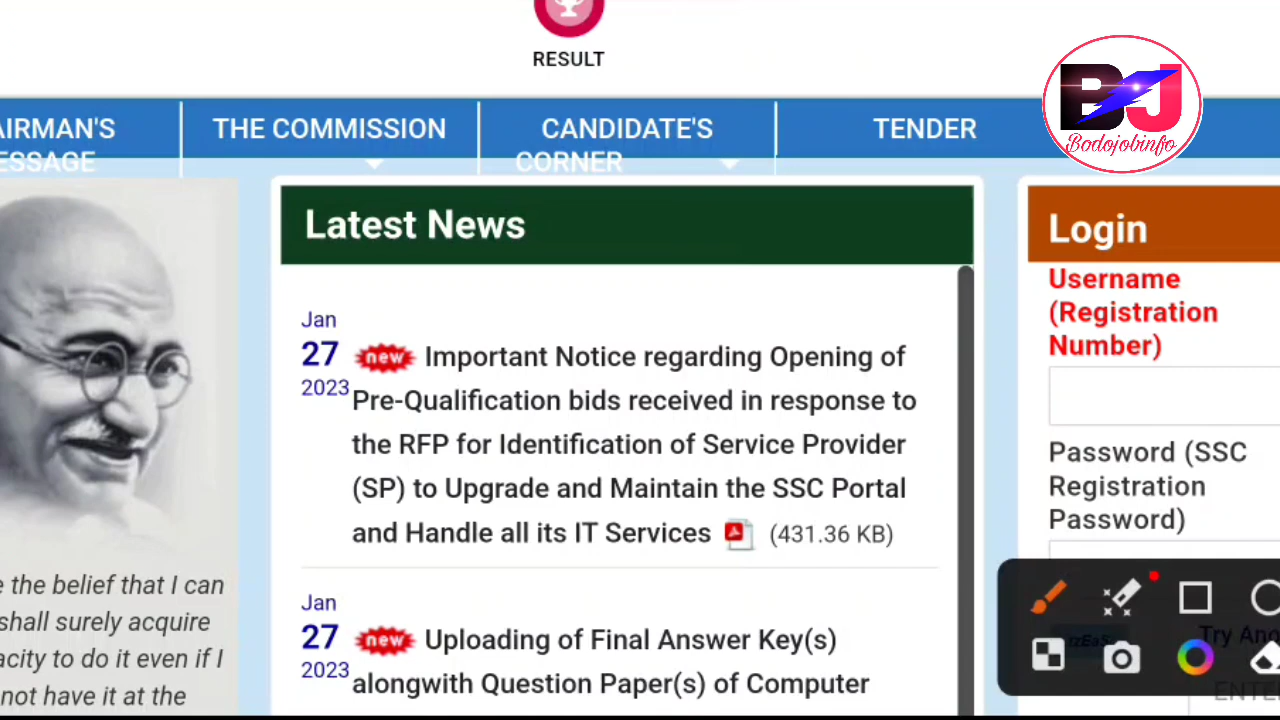 RESULT
AIRMAN'S
ESSAGE
THE COMMISSION
CANDIDATE'S
CORNER
TENDER
BJ
Bodojobinfo
Latest News
Jan
27
2023
new Important Notice regarding Opening of
Pre-Qualification bids received in response to
the RFP for Identification of Service Provider
(SP) to Upgrade and Maintain the SSC Portal
and Handle all its IT Services (431.36 KB)
Jan
27
2023
new Uploading of Final Answer Key(s)
alongwith Question Paper(s) of Computer
Login
Username
(Registration
Number)
Password (SSC
Registration
Password)
e the belief that I can
shall surely acquire
acity to do it even if I
not have it at the
Try Ano
ENTE